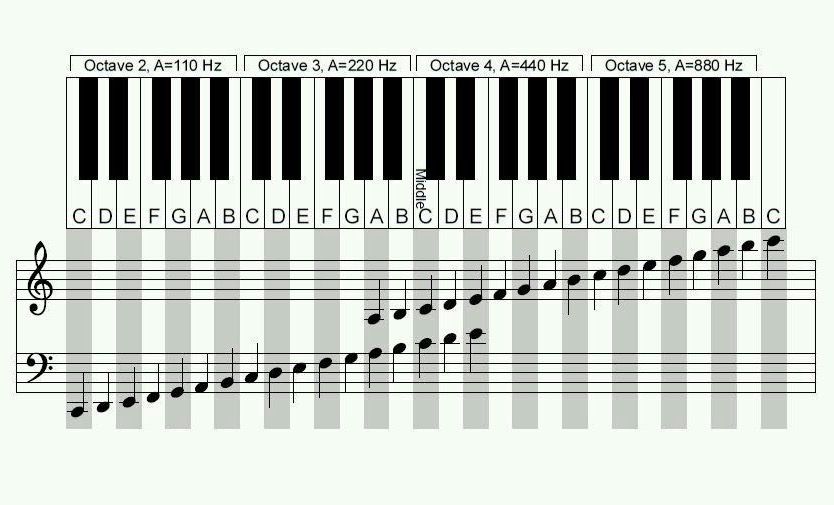 Octave 2, A=110 Hz Octave 3, A=220 Hz Octave 4, A=440 Hz Octave 5, A=880 Hz
Middle
C D E F G A B C D E F G A B C D E F G A B C D E F G A B C